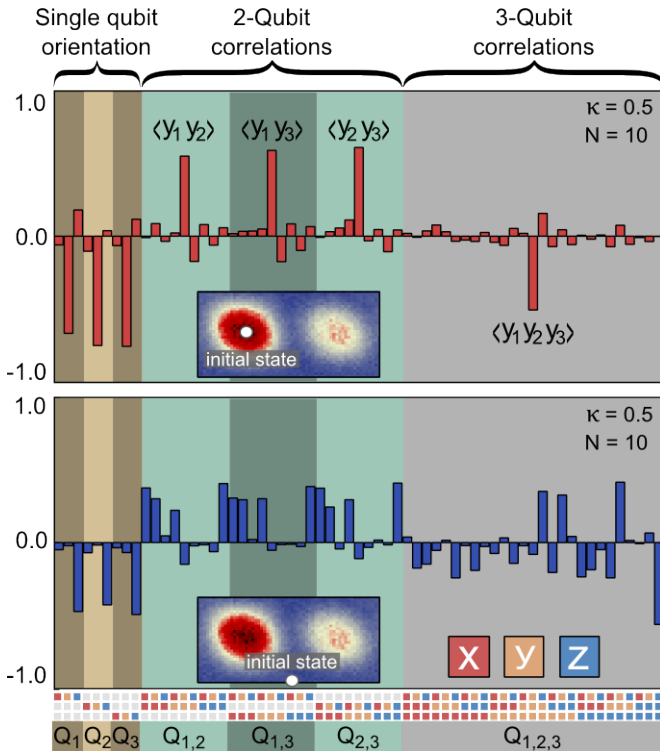 Single qubit orientation
2-Qubit correlations
3-Qubit correlations
1.0
0.0
-1.0
⟨y₁ y₂⟩
⟨y₁ y₃⟩
⟨y₂ y₃⟩
κ = 0.5
N = 10
initial state
⟨y₁ y₂ y₃⟩
1.0
0.0
-1.0
κ = 0.5
N = 10
initial state
x y z
Q₁ Q₂ Q₃ Q₁,₂ Q₁,₃ Q₂,₃ Q₁,₂,₃